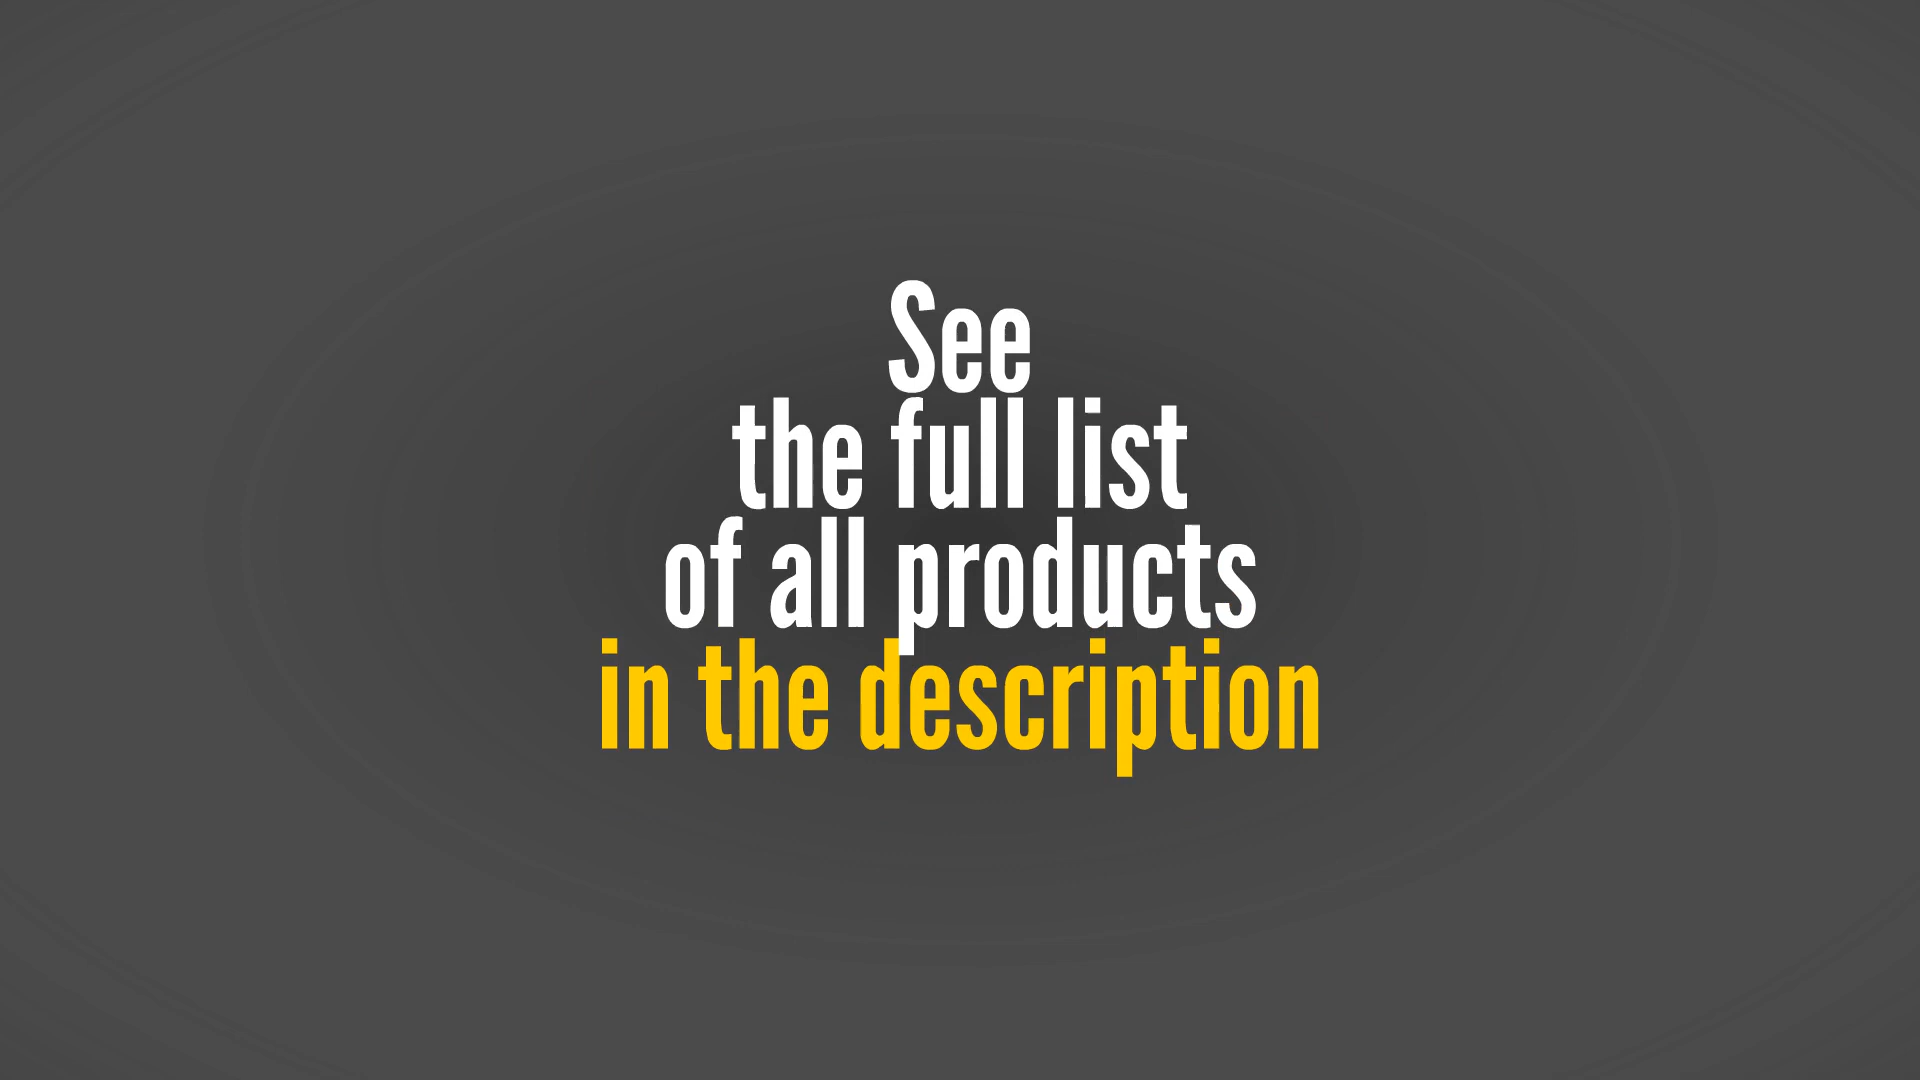 See
the full list
of all products
in the description